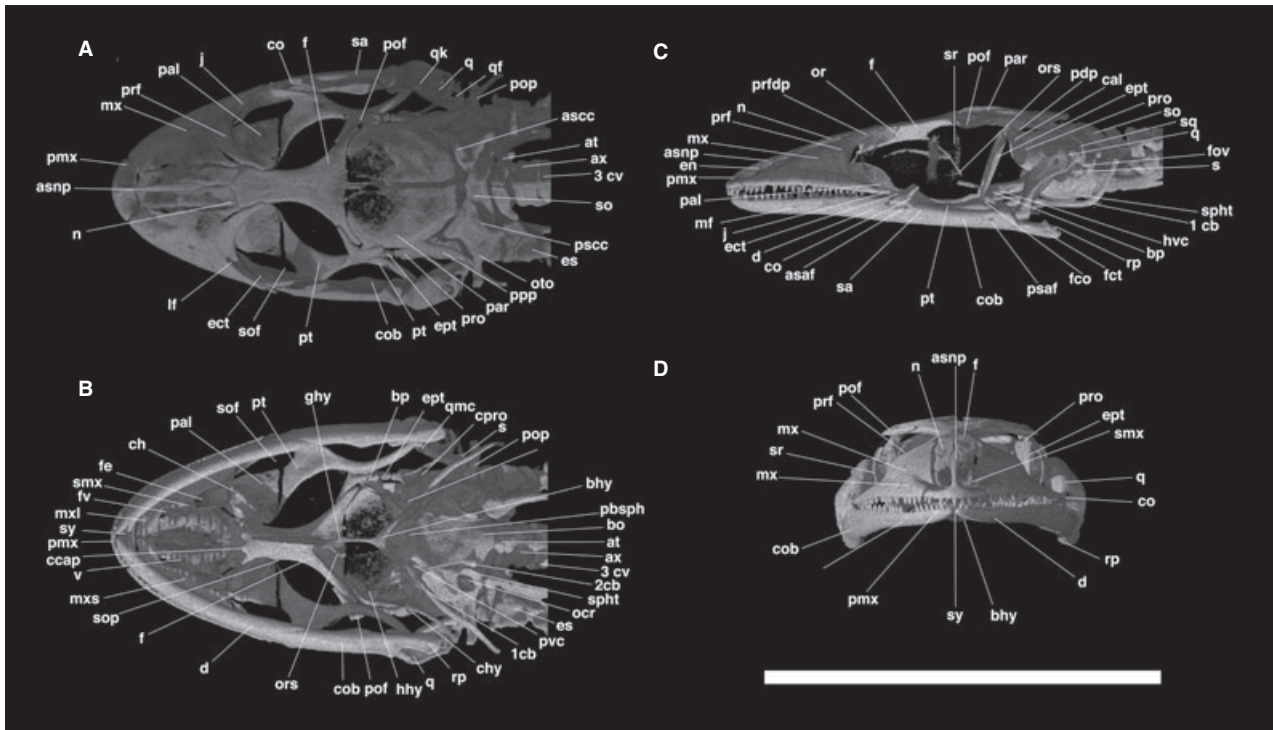 A
co
f
sa
pof
qk
q
qf
pop
j
pal
prf
mx
pmx
asnp
n
ascc
at
ax
3 cv
so
pscc
es
oto
ppp
par
pro
ept
pt
cob
pt
sof
ect
lf
B
ghy
bp
ept
qmc
cpro
s
pop
pt
sof
pal
ch
fe
smx
fv
mxl
sy
pmx
ccap
v
mxs
sop
f
d
ors
cob
pof
hhy
q
rp
chy
1cb
pvc
es
ocr
spht
2cb
3 cv
ax
at
bo
pbsph
bhy
C
sr
pof
par
ors
pdp
cal
ept
pro
so
sq
q
fov
s
spht
1 cb
hvc
bp
rp
fct
fco
psaf
cob
pt
sa
asaf
co
d
ect
j
mf
pal
pmx
en
asnp
mx
prf
n
prfdp
or
f
D
asnp
n
f
pof
prf
mx
sr
mx
cob
pmx
sy
bhy
d
rp
co
q
smx
ept
pro